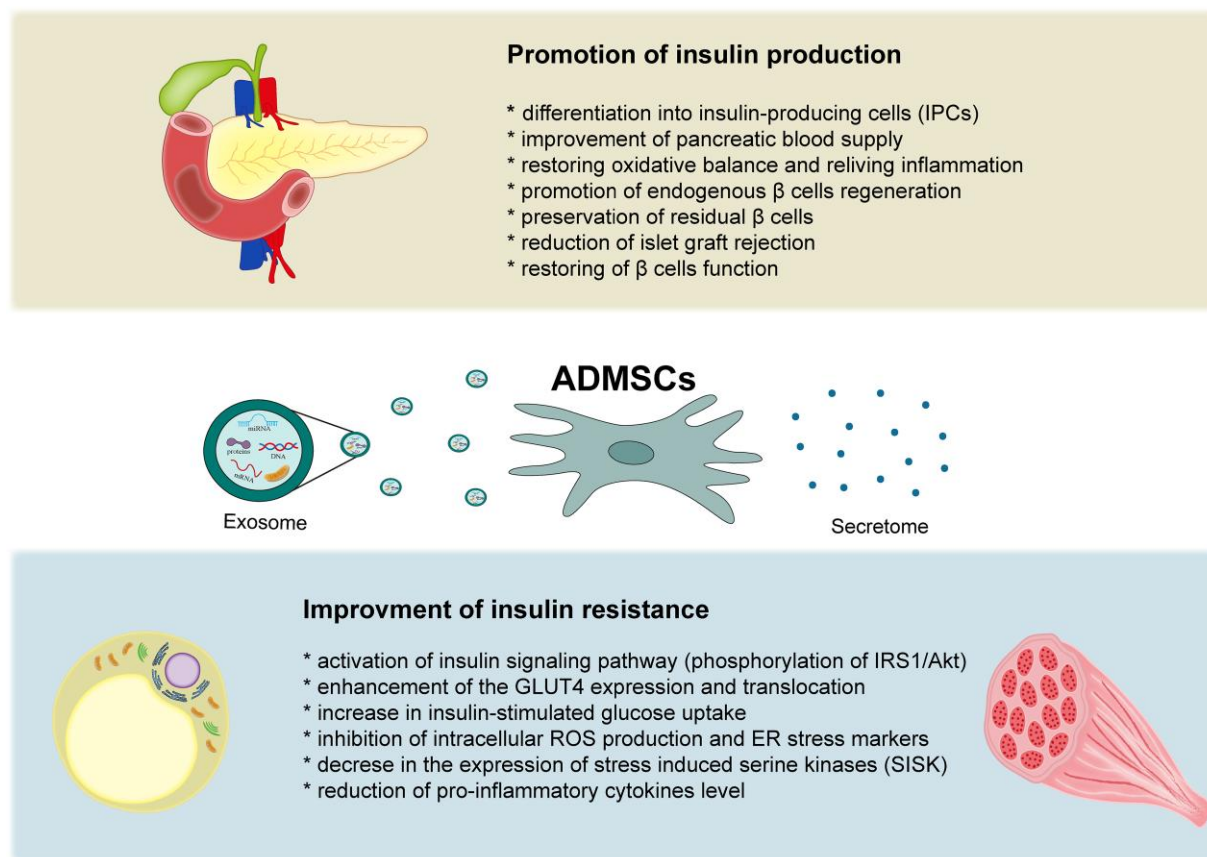 Promotion of insulin production
* differentiation into insulin-producing cells (IPCs)
* improvement of pancreatic blood supply
* restoring oxidative balance and reliving inflammation
* promotion of endogenous β cells regeneration
* preservation of residual β cells
* reduction of islet graft rejection
* restoring of β cells function
ADMSCs
miRNA
proteins
DNA
mRNA
Exosome
Secretome
Improvment of insulin resistance
* activation of insulin signaling pathway (phosphorylation of IRS1/Akt)
* enhancement of the GLUT4 expression and translocation
* increase in insulin-stimulated glucose uptake
* inhibition of intracellular ROS production and ER stress markers
* decrese in the expression of stress induced serine kinases (SISK)
* reduction of pro-inflammatory cytokines level